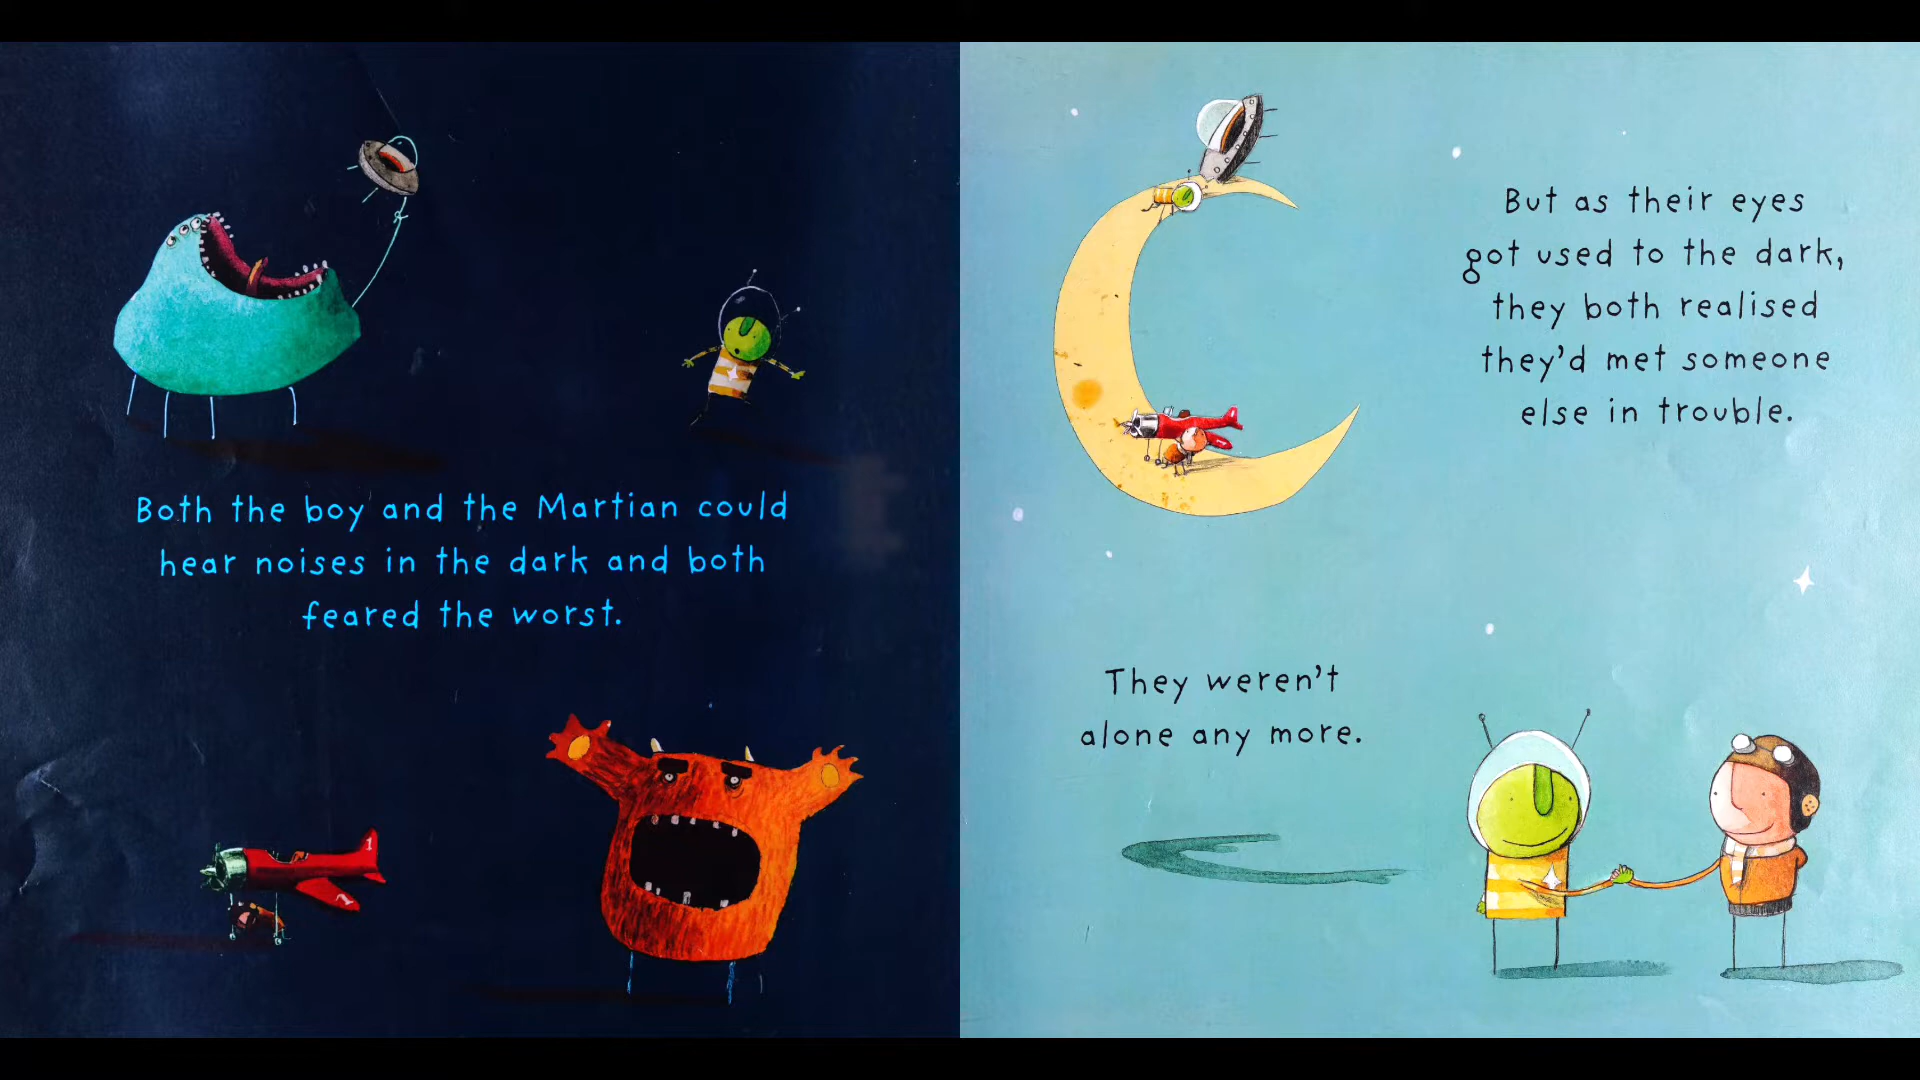 Both the boy and the Martian could
hear noises in the dark and both
feared the worst.
1
1
But as their eyes
got used to the dark,
they both realised
they'd met someone
else in trouble.
They weren't
alone any more.